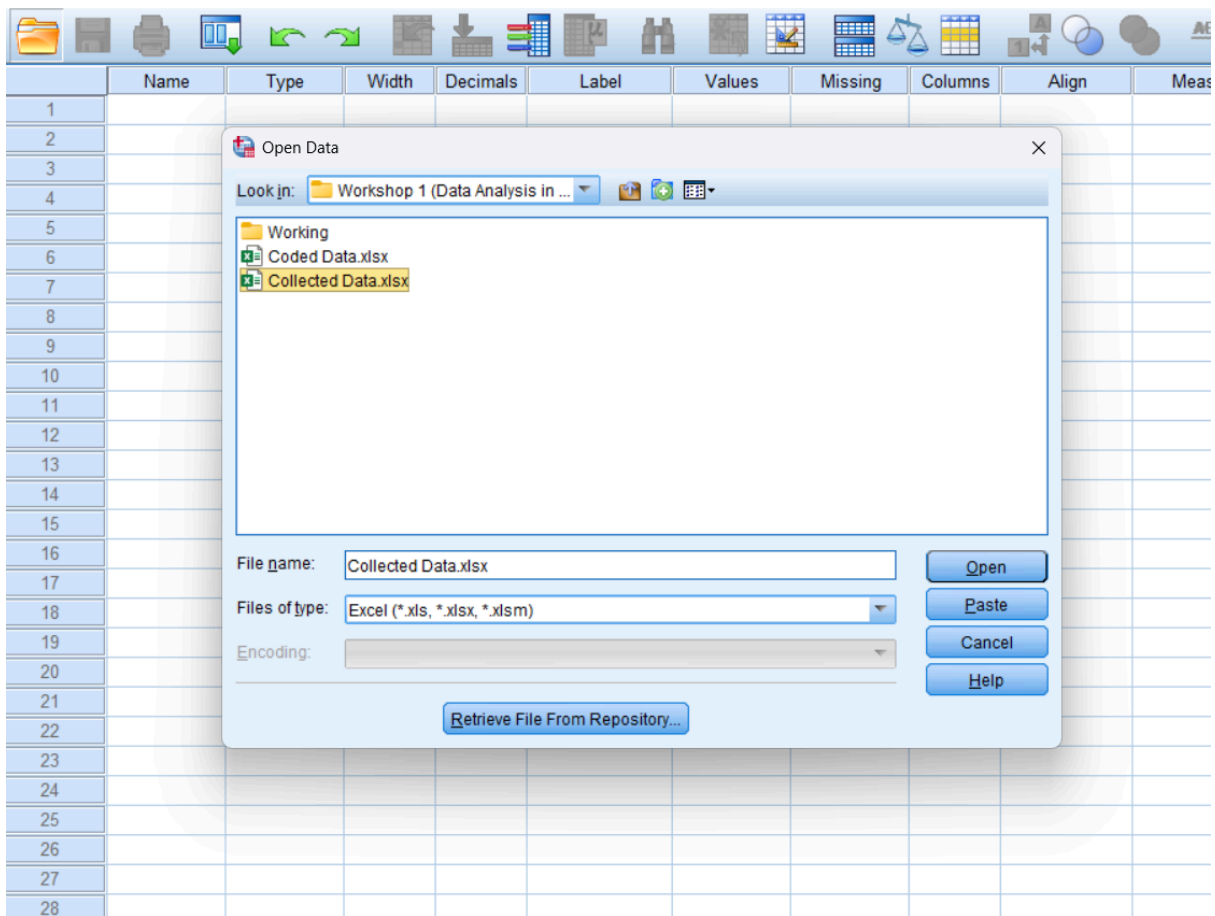 Name Type Width Decimals Label Values Missing Columns Align Meas
1
2
Open Data
3
Look in: Workshop 1 (Data Analysis in ...
4
5
Working
6
Coded Data.xlsx
7
Collected Data.xlsx
8
9
10
11
12
13
14
15
16
File name: Collected Data.xlsx Open
17
18
Files of type: Excel (*.xls, *.xlsx, *.xlsm) Paste
19
Encoding: Cancel
20
Help
21
Retrieve File From Repository...
22
23
24
25
26
27
28